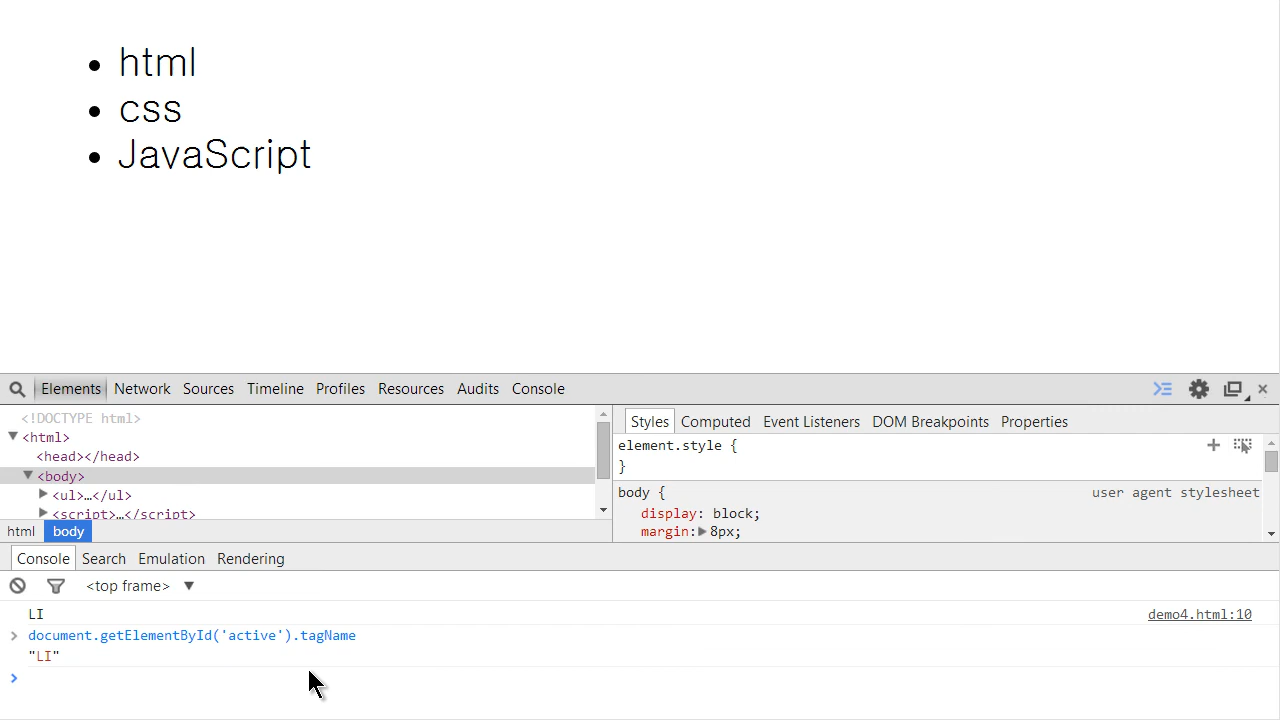 html
css
JavaScript
Elements Network Sources Timeline Profiles Resources Audits Console
<!DOCTYPE html>
<html>
<head></head>
<body>
<ul>…</ul>
<script>…</script>
html body
Styles Computed Event Listeners DOM Breakpoints Properties
element.style {
}
body { user agent stylesheet
display: block;
margin: 8px;
Console Search Emulation Rendering
<top frame>
LI demo4.html:10
document.getElementById('active').tagName
"LI"